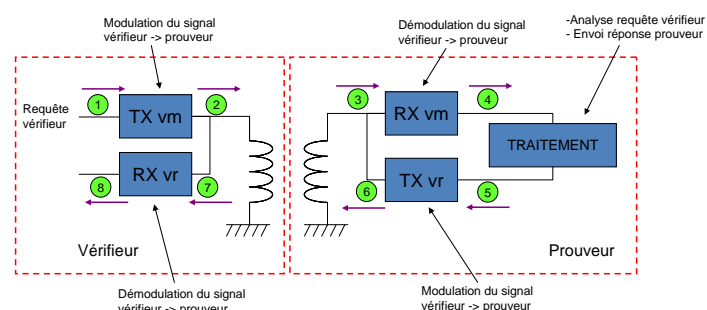 Modulation du signal
vérifieur -> prouveur
Démodulation du signal
vérifieur -> prouveur
-Analyse requête vérifieur
- Envoi réponse prouveur
Requête
vérifieur
1
TX vm
2
3
RX vm
4
TRAITEMENT
8
RX vr
7
6
TX vr
5
Vérifieur
Prouveur
Démodulation du signal
vérifieur -> prouveur
Modulation du signal
vérifieur -> prouveur